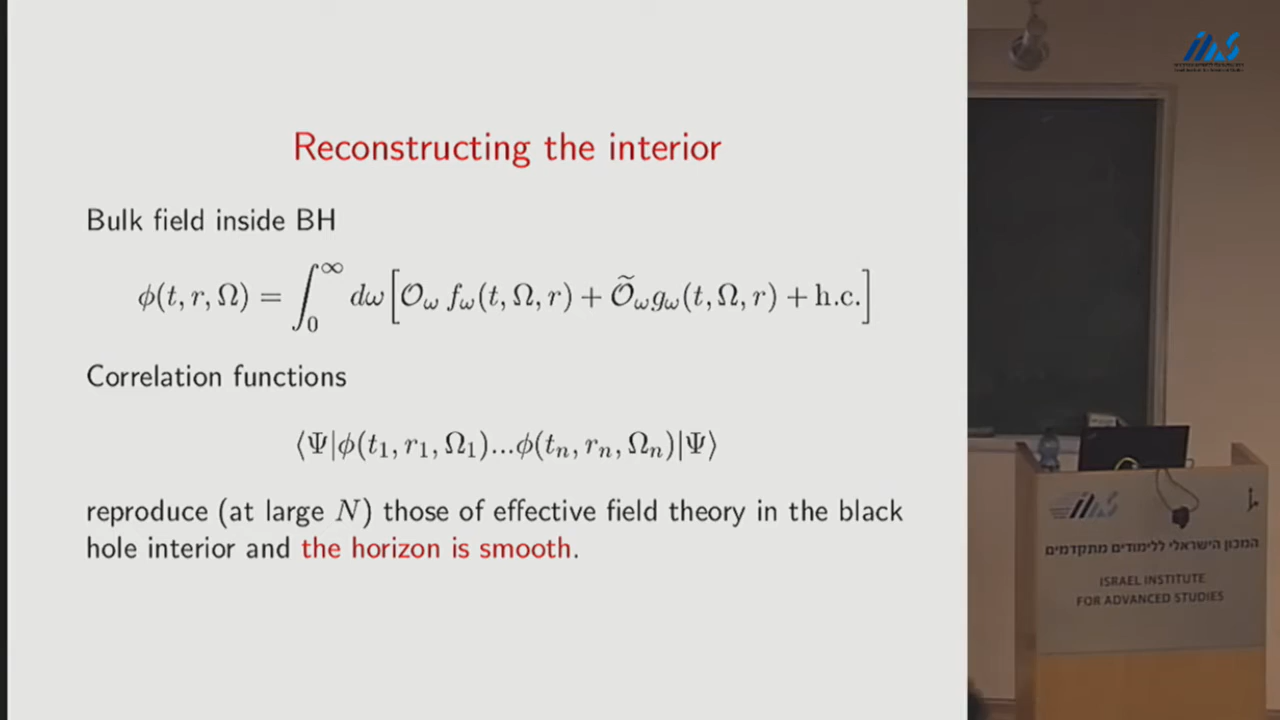 Reconstructing the interior
Bulk field inside BH
ϕ(t, r, Ω) = ∫₀^∞ dω[𝒪_ω f_ω(t, Ω, r) + 𝒪̃_ω g_ω(t, Ω, r) + h.c.]
Correlation functions
⟨Ψ|ϕ(t₁, r₁, Ω₁)...ϕ(tₙ, rₙ, Ωₙ)|Ψ⟩
reproduce (at large N) those of effective field theory in the black
hole interior and the horizon is smooth.
המכון הישראלי ללימודים מתקדמים
ISRAEL INSTITUTE
FOR ADVANCED STUDIES